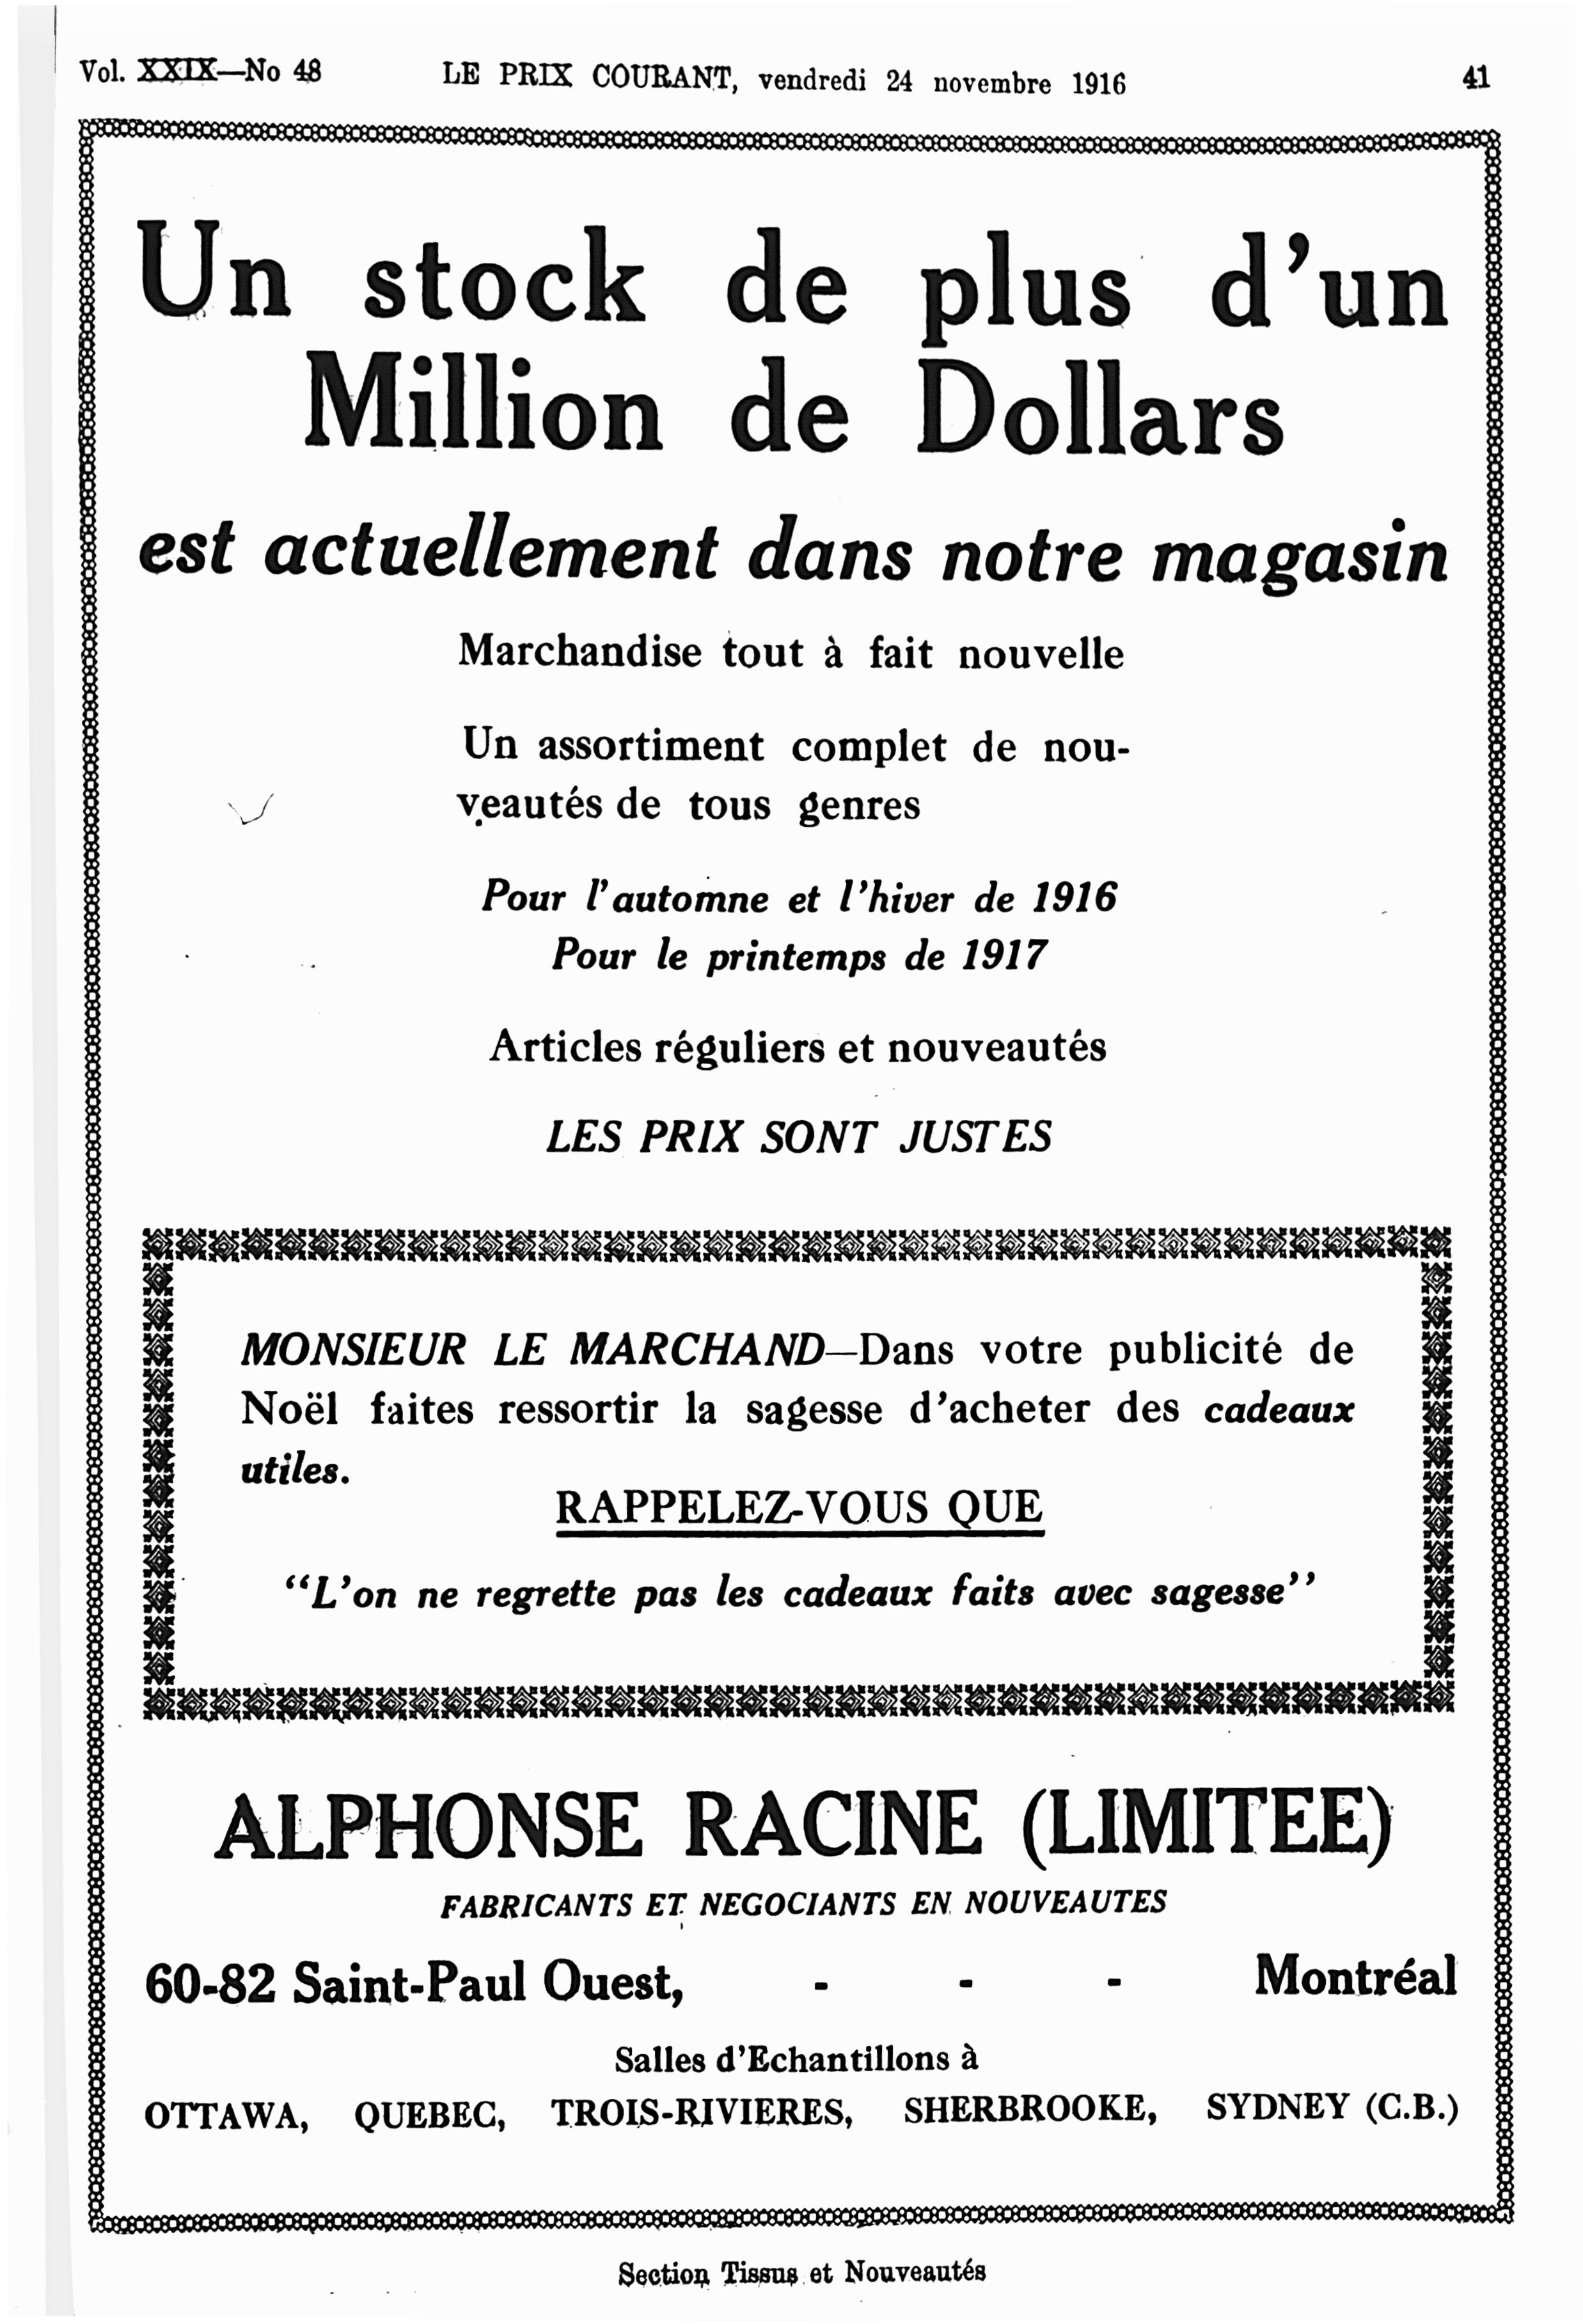 Vol. XXIX—No 48 LE PRIX COURANT, vendredi 24 novembre 1916 41
Un stock de plus d'un
Million de Dollars
est actuellement dans notre magasin
Marchandise tout à fait nouvelle
Un assortiment complet de nou-
veautés de tous genres
Pour l'automne et l'hiver de 1916
Pour le printemps de 1917
Articles réguliers et nouveautés
LES PRIX SONT JUSTES
MONSIEUR LE MARCHAND—Dans votre publicité de
Noël faites ressortir la sagesse d'acheter des cadeaux
utiles.
RAPPELEZ-VOUS QUE
"L'on ne regrette pas les cadeaux faits avec sagesse"
ALPHONSE RACINE (LIMITEE)
FABRICANTS ET NEGOCIANTS EN NOUVEAUTES
60-82 Saint-Paul Ouest, - - - Montréal
Salles d'Echantillons à
OTTAWA, QUEBEC, TROIS-RIVIERES, SHERBROOKE, SYDNEY (C.B.)
Section Tissus et Nouveautés